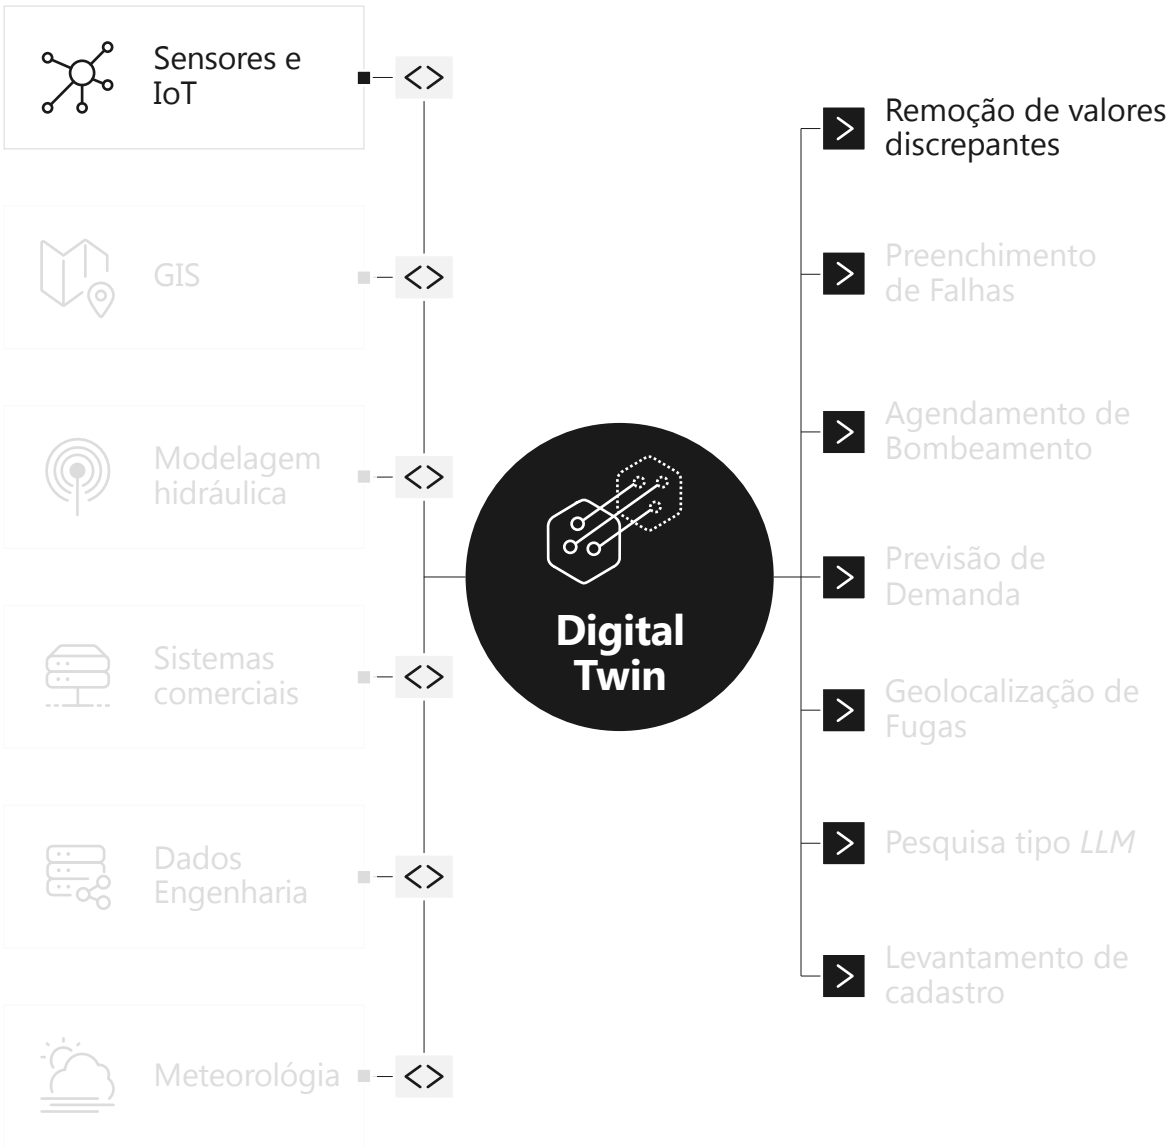 Sensores e
IoT
GIS
Modelagem
hidráulica
Sistemas
comerciais
Dados
Engenharia
Meteorológia
Digital
Twin
Remoção de valores
discrepantes
Preenchimento
de Falhas
Agendamento de
Bombeamento
Previsão de
Demanda
Geolocalização de
Fugas
Pesquisa tipo LLM
Levantamento de
cadastro